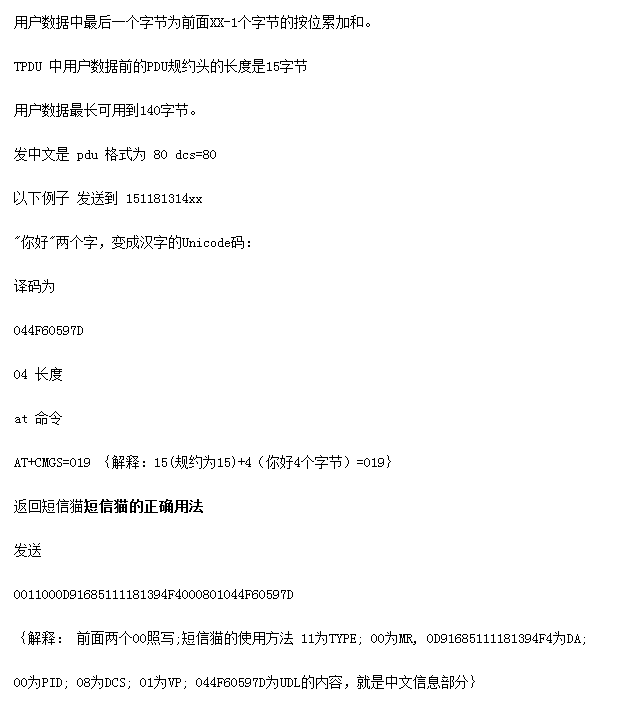 用户数据中最后一个字节为前面XX-1个字节的按位累加和。
TPDU 中用户数据前的PDU规约头的长度是15字节
用户数据最长可用到140字节。
发中文是 pdu 格式为 80 dcs=80
以下例子 发送到 151181314xx
"你好"两个字，变成汉字的Unicode码：
译码为
044F60597D
04 长度
at 命令
AT+CMGS=019 {解释：15(规约为15)+4（你好4个字节）=019}
返回短信猫短信猫的正确用法
发送
0011000D91685111181394F4000801044F60597D
{解释： 前面两个00照写;短信猫的使用方法 11为TYPE; 00为MR, 0D91685111181394F4为DA;
00为PID; 08为DCS; 01为VP; 044F60597D为UDL的内容，就是中文信息部分}